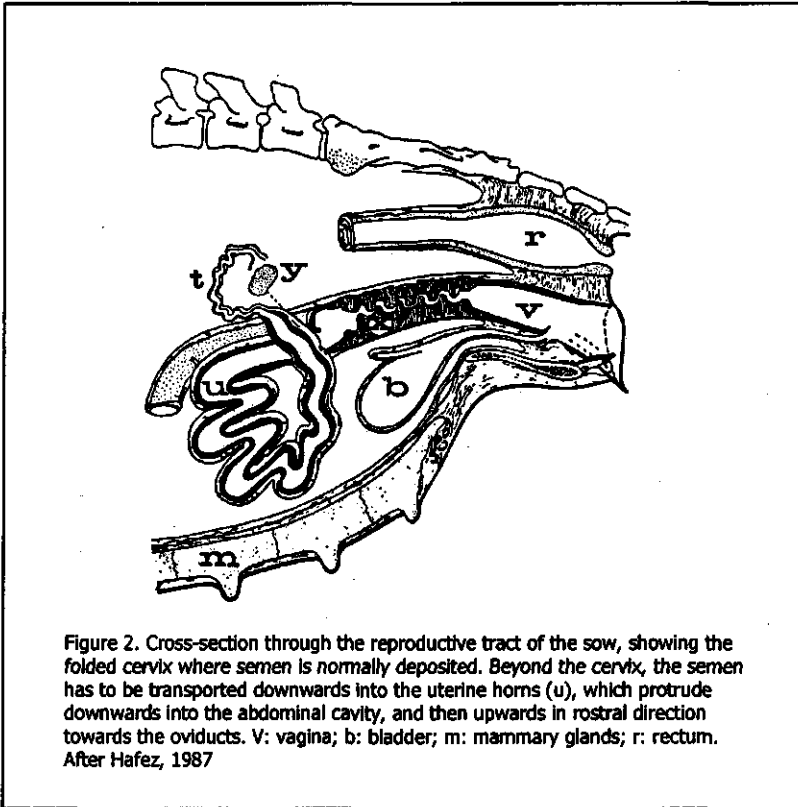 r
y
t
v
u
b
m
Figure 2. Cross-section through the reproductive tract of the sow, showing the
folded cervix where semen is normally deposited. Beyond the cervix, the semen
has to be transported downwards into the uterine horns (u), which protrude
downwards into the abdominal cavity, and then upwards in rostral direction
towards the oviducts. V: vagina; b: bladder; m: mammary glands; r: rectum.
After Hafez, 1987